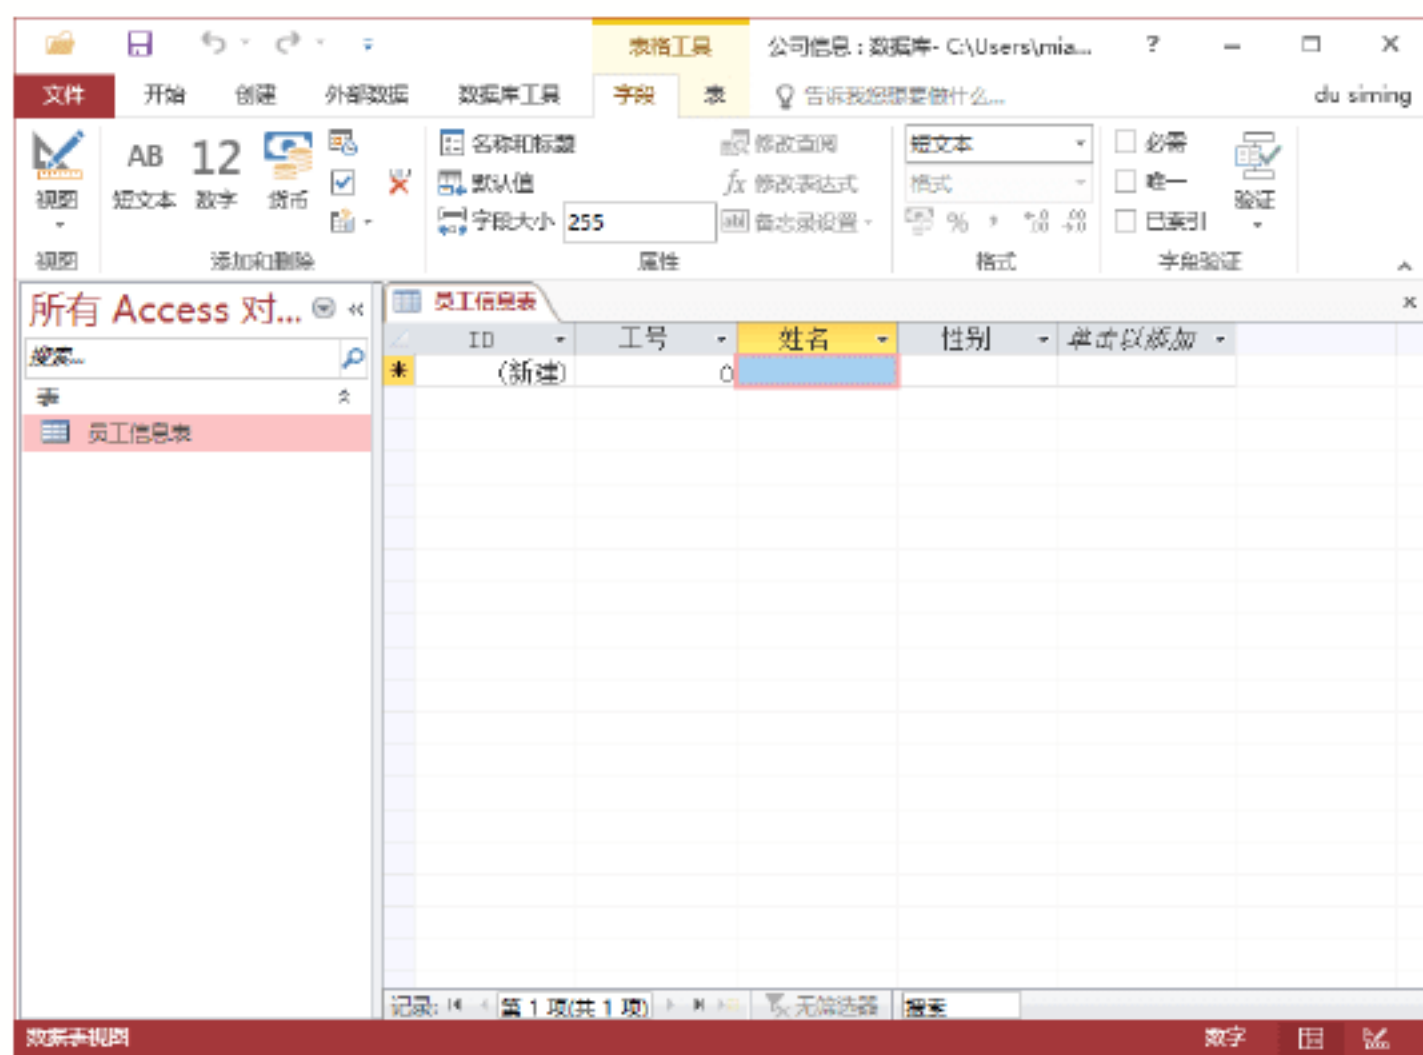 表格工具 公司信息 : 数据库- C:\Users\mia... ?
文件 开始 创建 外部数据 数据库工具 字段 表 告诉我您想要做什么... du siming
视图 AB 短文本 12 数字 货币 名称和标题 修改查阅 短文本 必需
默认值 fx 修改表达式 格式 唯一 验证
字段大小 255 ab| 备忘录设置 % 已索引
视图 添加和删除 属性 格式 字段验证
所有 Access 对... « 员工信息表
搜索... ID 工号 姓名 性别 单击以添加
* (新建) 0
表
员工信息表
记录: 第 1 项(共 1 项) 无筛选器 搜索
数据表视图 数字